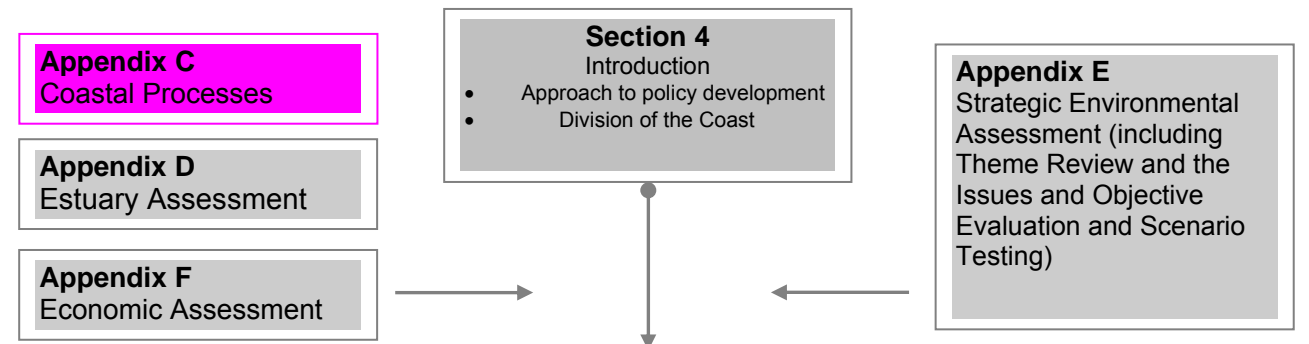 Appendix C
Coastal Processes
Appendix D
Estuary Assessment
Appendix F
Economic Assessment
Section 4
Introduction
• Approach to policy development
• Division of the Coast
Appendix E
Strategic Environmental
Assessment (including
Theme Review and the
Issues and Objective
Evaluation and Scenario
Testing)